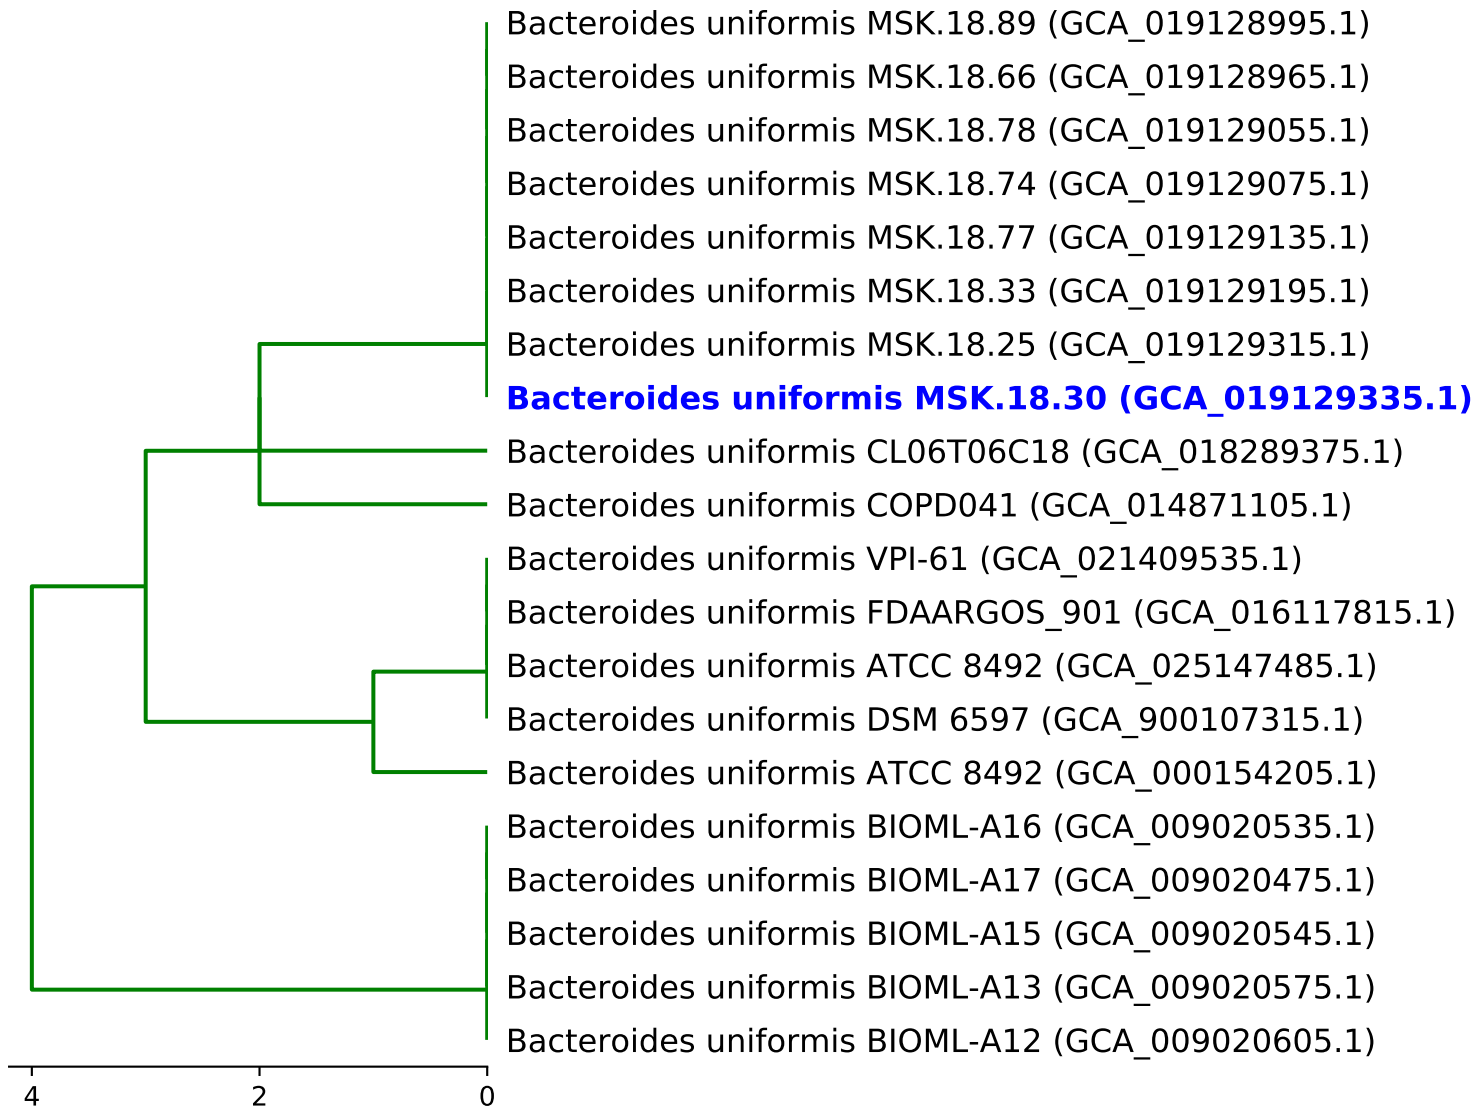 Bacteroides uniformis MSK.18.89 (GCA_019128995.1)
Bacteroides uniformis MSK.18.66 (GCA_019128965.1)
Bacteroides uniformis MSK.18.78 (GCA_019129055.1)
Bacteroides uniformis MSK.18.74 (GCA_019129075.1)
Bacteroides uniformis MSK.18.77 (GCA_019129135.1)
Bacteroides uniformis MSK.18.33 (GCA_019129195.1)
Bacteroides uniformis MSK.18.25 (GCA_019129315.1)
Bacteroides uniformis MSK.18.30 (GCA_019129335.1)
Bacteroides uniformis CL06T06C18 (GCA_018289375.1)
Bacteroides uniformis COPD041 (GCA_014871105.1)
Bacteroides uniformis VPI-61 (GCA_021409535.1)
Bacteroides uniformis FDAARGOS_901 (GCA_016117815.1)
Bacteroides uniformis ATCC 8492 (GCA_025147485.1)
Bacteroides uniformis DSM 6597 (GCA_900107315.1)
Bacteroides uniformis ATCC 8492 (GCA_000154205.1)
Bacteroides uniformis BIOML-A16 (GCA_009020535.1)
Bacteroides uniformis BIOML-A17 (GCA_009020475.1)
Bacteroides uniformis BIOML-A15 (GCA_009020545.1)
Bacteroides uniformis BIOML-A13 (GCA_009020575.1)
Bacteroides uniformis BIOML-A12 (GCA_009020605.1)
4 2 0